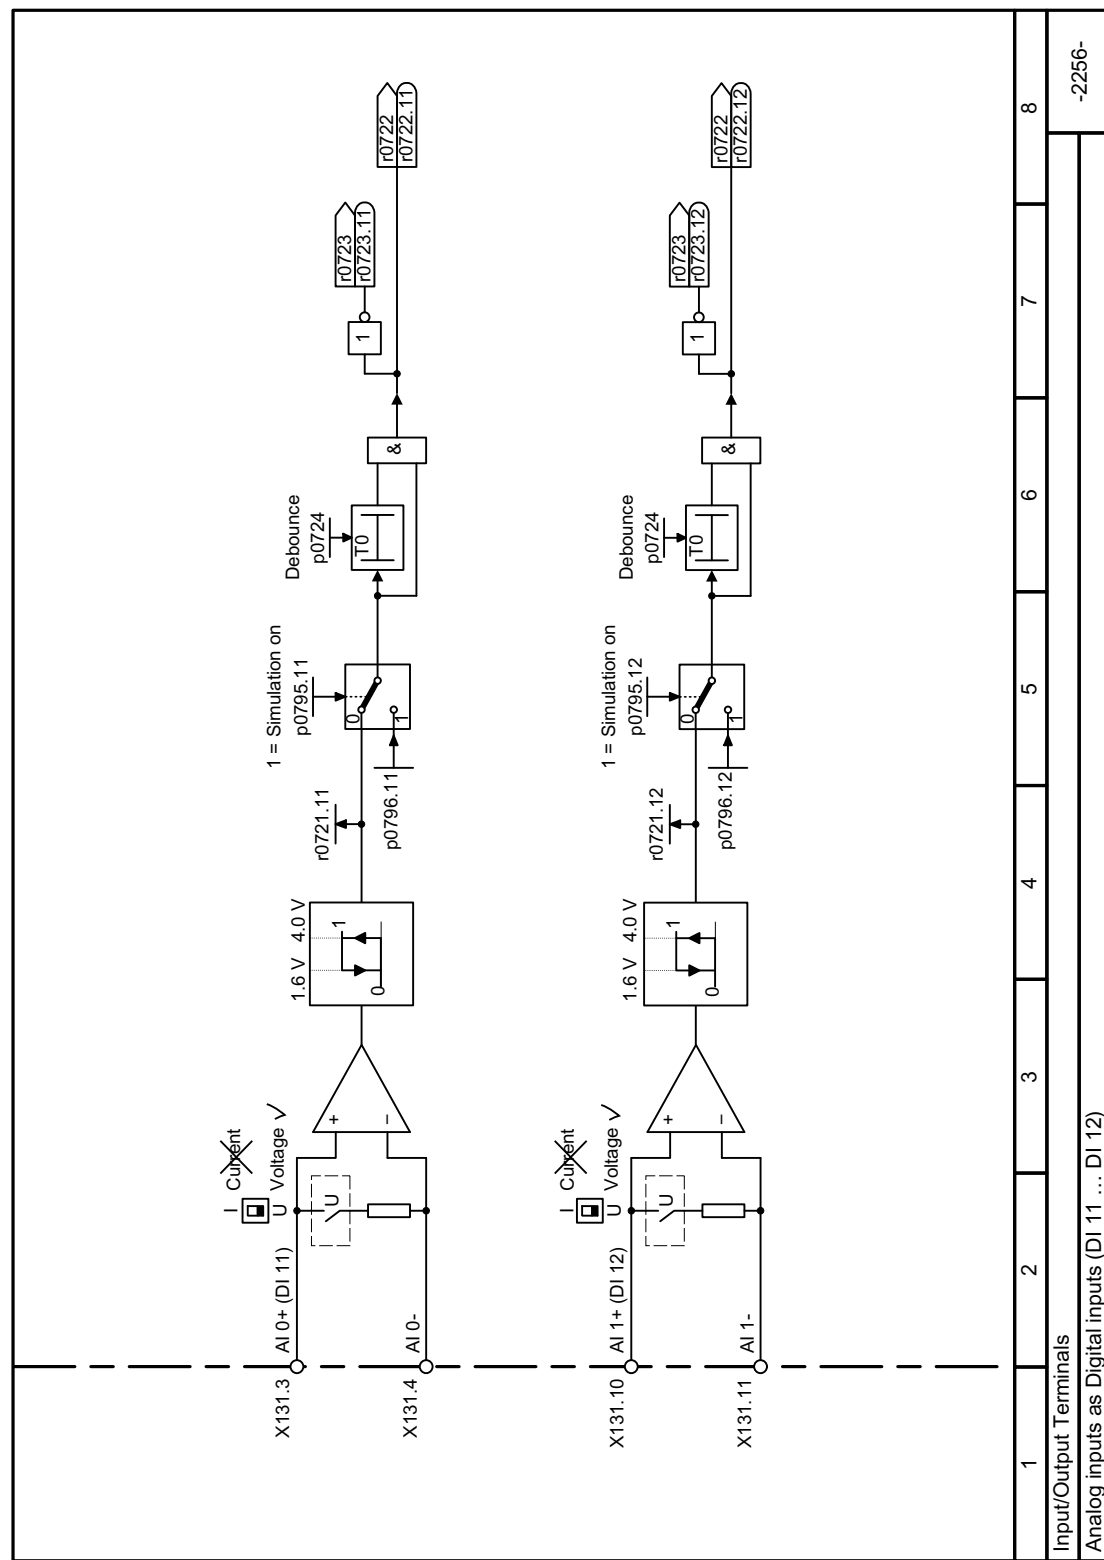 X131.3
AI 0+ (DI 11)
X131.4
AI 0-
I
U
Current
Voltage
U
+
−
1.6 V
4.0 V
0
1
r0721.11
p0796.11
1 = Simulation on
p0795.11
0
1
Debounce
p0724
T0
&
1
r0723
r0723.11
r0722
r0722.11
X131.10
AI 1+ (DI 12)
X131.11
AI 1-
I
U
Current
Voltage
U
+
−
1.6 V
4.0 V
0
1
r0721.12
p0796.12
1 = Simulation on
p0795.12
0
1
Debounce
p0724
T0
&
1
r0723
r0723.12
r0722
r0722.12
1
2
3
4
5
6
7
8
Input/Output Terminals
Analog inputs as Digital inputs (DI 11 ... DI 12)
-2256-